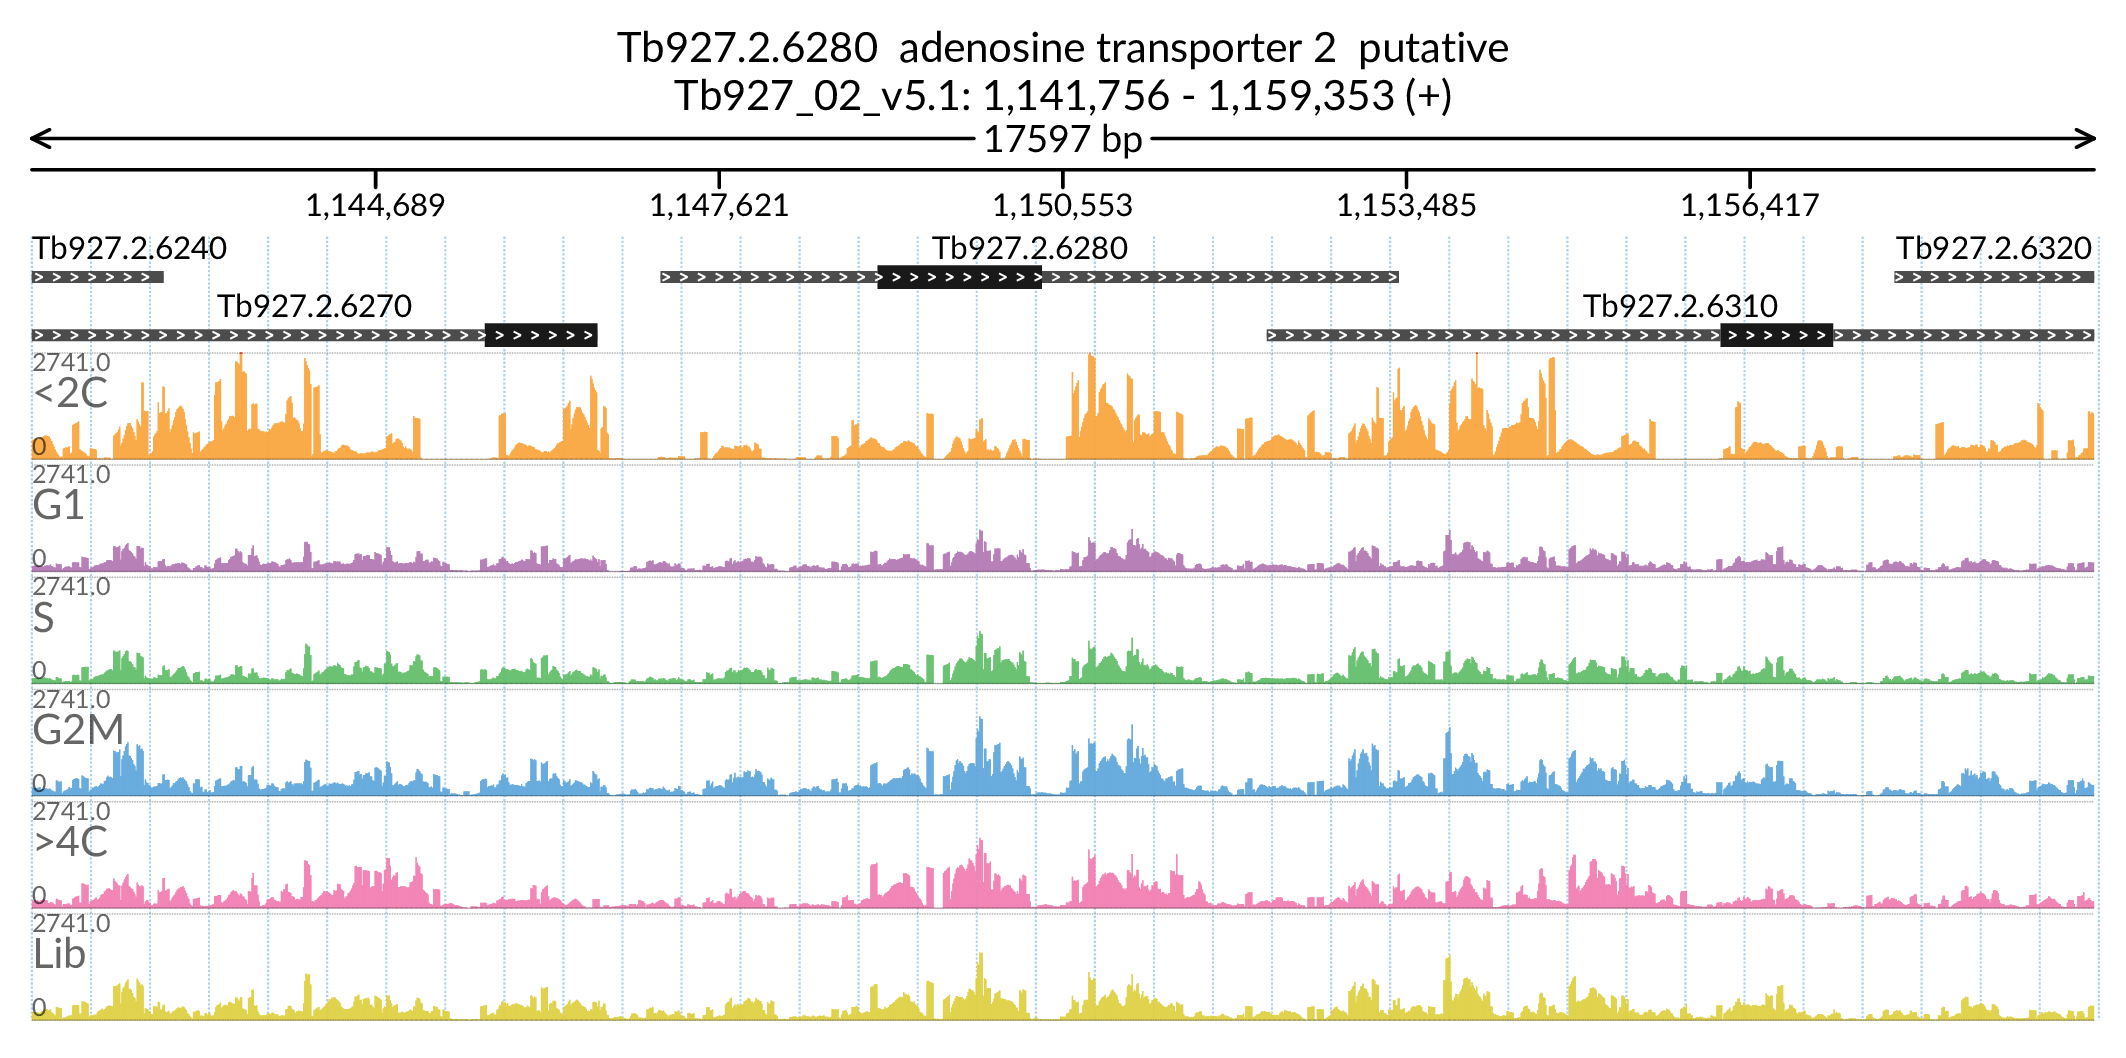 Tb927.2.6280  adenosine transporter 2  putative
Tb927_02_v5.1: 1,141,756 - 1,159,353 (+)
17597 bp
1,144,689 1,147,621 1,150,553 1,153,485 1,156,417
Tb927.2.6240 Tb927.2.6280 Tb927.2.6320
Tb927.2.6270 Tb927.2.6310
2741.0
<2C
0
2741.0
G1
0
2741.0
S
0
2741.0
G2M
0
2741.0
>4C
0
2741.0
Lib
0